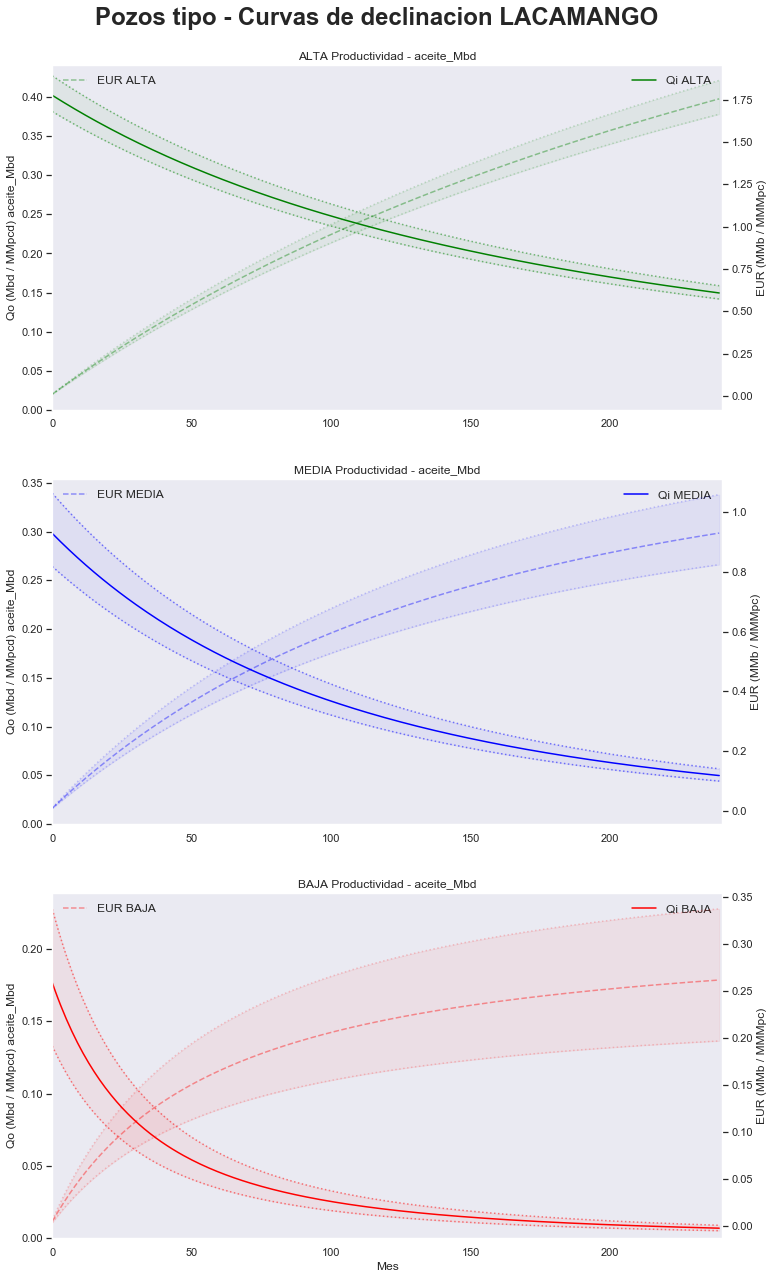 Pozos tipo - Curvas de declinacion LACAMANGO
ALTA Productividad - aceite_Mbd
EUR ALTA
Qi ALTA
Qo (Mbd / MMpcd) aceite_Mbd
0.40
0.35
0.30
0.25
0.20
0.15
0.10
0.05
0.00
EUR (MMb / MMMpc)
1.75
1.50
1.25
1.00
0.75
0.50
0.25
0.00
0 50 100 150 200
MEDIA Productividad - aceite_Mbd
EUR MEDIA
Qi MEDIA
Qo (Mbd / MMpcd) aceite_Mbd
0.35
0.30
0.25
0.20
0.15
0.10
0.05
0.00
EUR (MMb / MMMpc)
1.0
0.8
0.6
0.4
0.2
0.0
0 50 100 150 200
BAJA Productividad - aceite_Mbd
EUR BAJA
Qi BAJA
Qo (Mbd / MMpcd) aceite_Mbd
0.20
0.15
0.10
0.05
0.00
EUR (MMb / MMMpc)
0.35
0.30
0.25
0.20
0.15
0.10
0.05
0.00
0 50 100 150 200
Mes